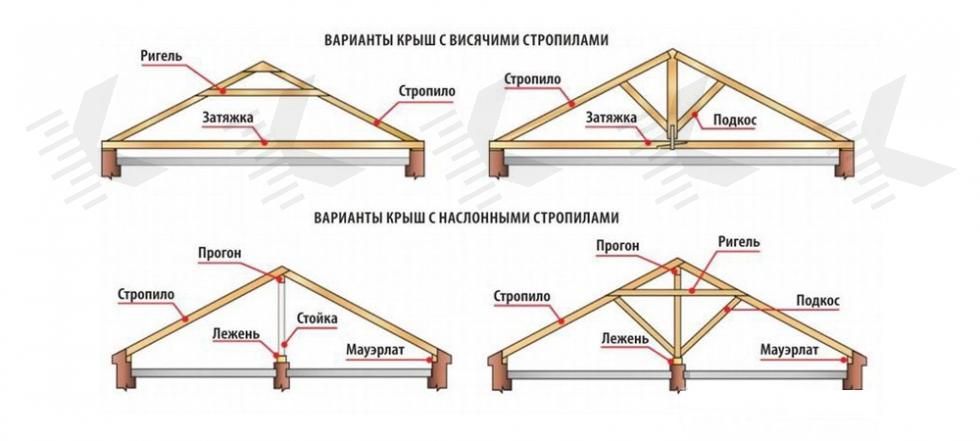 ВАРИАНТЫ КРЫШ С ВИСЯЧИМИ СТРОПИЛАМИ
Ригель
Стропило
Затяжка
Стропило
Затяжка
Подкос
ВАРИАНТЫ КРЫШ С НАСЛОННЫМИ СТРОПИЛАМИ
Прогон
Стропило
Лежень
Стойка
Мауэрлат
Прогон
Ригель
Стропило
Подкос
Лежень
Мауэрлат